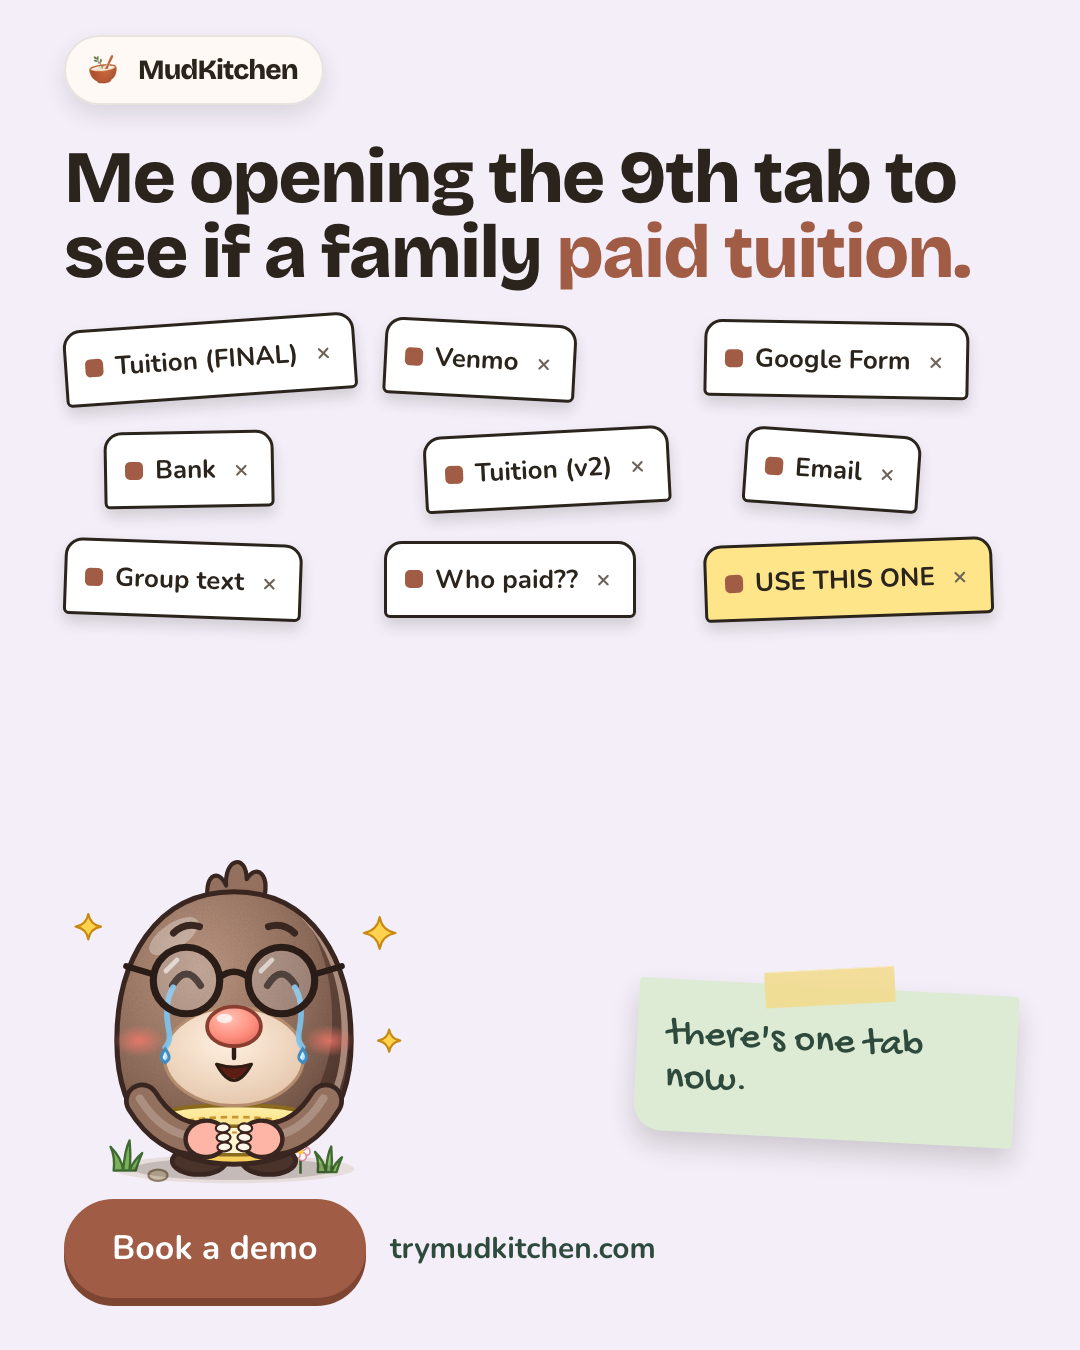 MudKitchen
Me opening the 9th tab to
see if a family paid tuition.
Tuition (FINAL) ×
Venmo ×
Google Form ×
Bank ×
Tuition (v2) ×
Email ×
Group text ×
Who paid?? ×
USE THIS ONE ×
there's one tab
now.
Book a demo
trymudkitchen.com